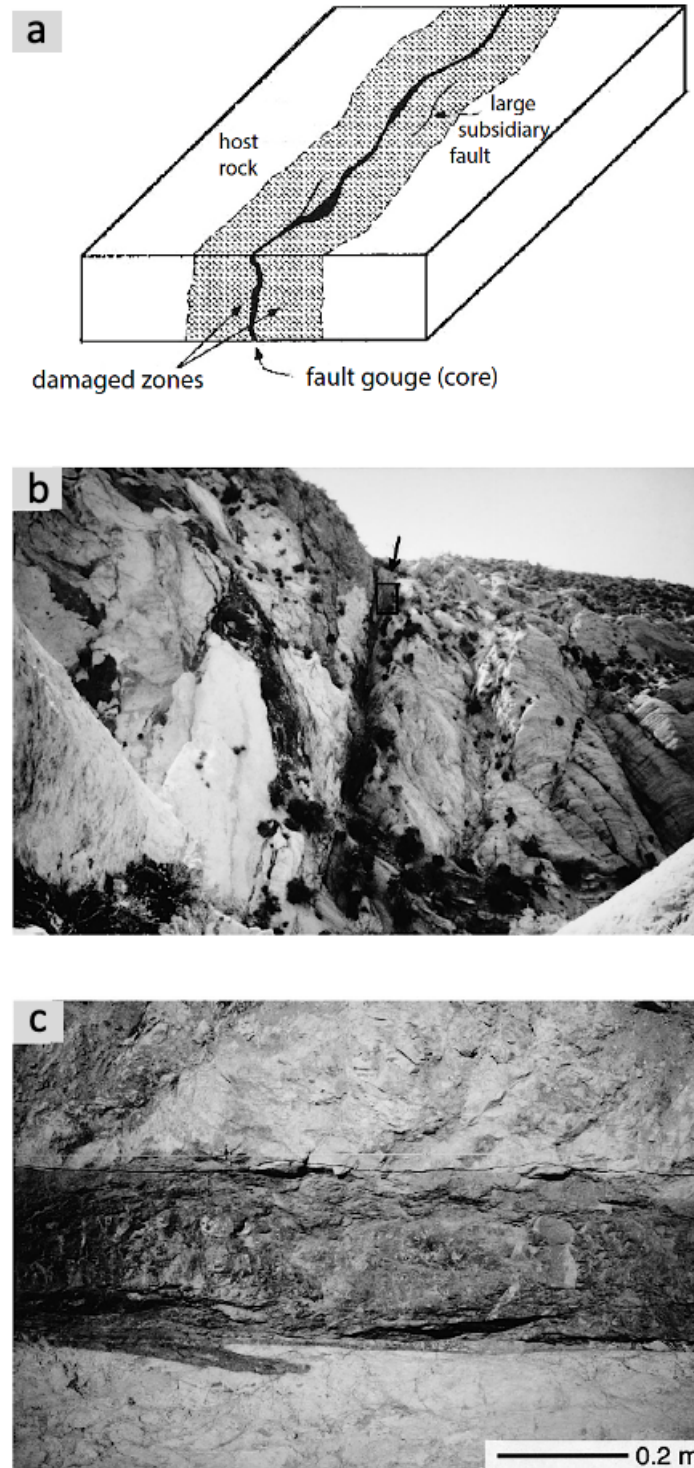 a
host
rock
large
subsidiary
fault
damaged zones
fault gouge (core)
b
c
0.2 m